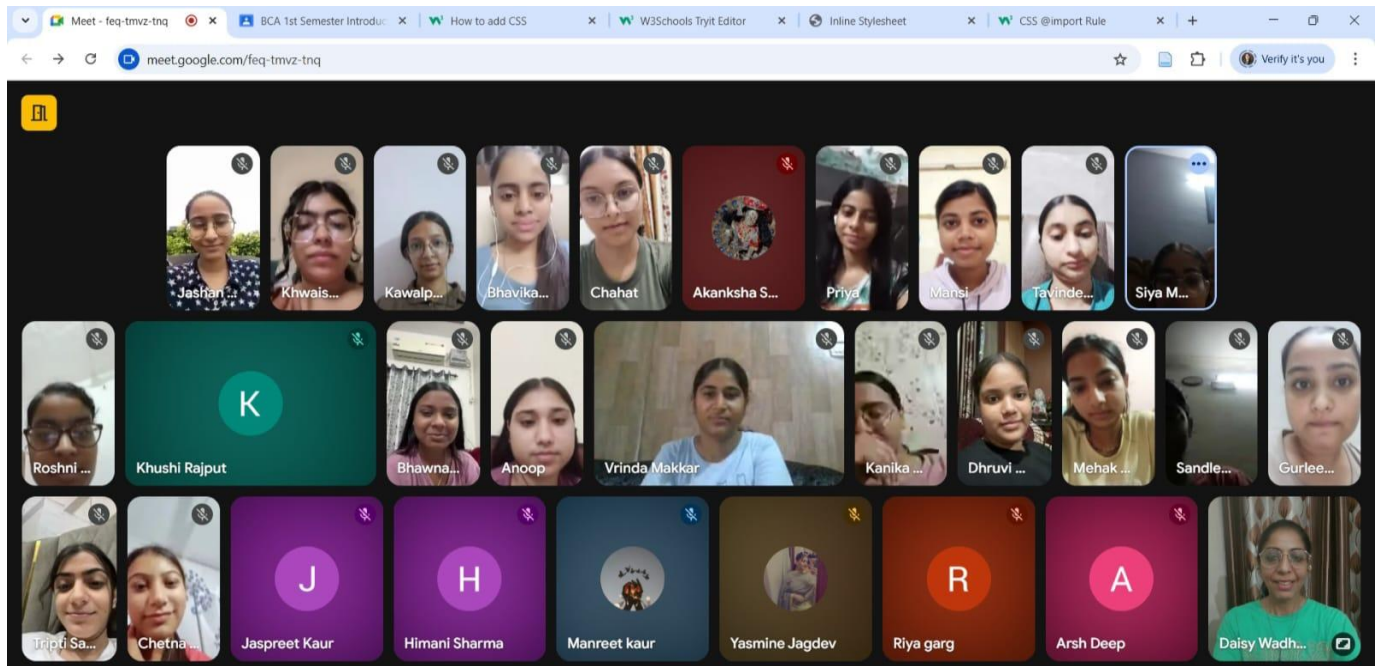 Meet - feq-tmvz-tnq
BCA 1st Semester Introduc
How to add CSS
W3Schools Tryit Editor
Inline Stylesheet
CSS @import Rule
meet.google.com/feq-tmvz-tnq
Verify it's you
Jashan ...
Khwais...
Kawalp...
Bhavika...
Chahat
Akanksha S...
Priya
Mansi
Tavinde...
Siya M...
Roshni ...
K
Khushi Rajput
Bhawna...
Anoop
Vrinda Makkar
Kanika ...
Dhruvi ...
Mehak ...
Sandle...
Gurlee...
Tripti Sa...
Chetna ...
J
Jaspreet Kaur
H
Himani Sharma
Manreet kaur
Yasmine Jagdev
R
Riya garg
A
Arsh Deep
Daisy Wadh...